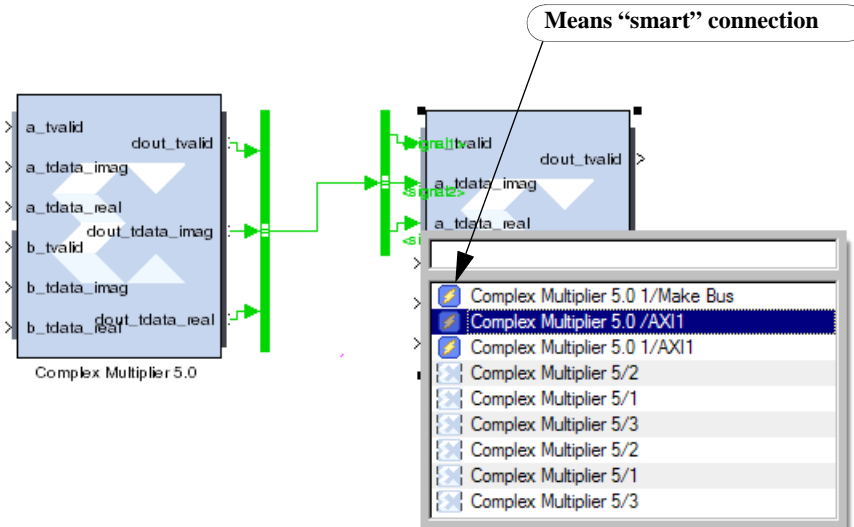 Means “smart” connection
a_tvalid
dout_tvalid
a_tdata_imag
a_tdata_real
dout_tdata_imag
b_tvalid
b_tdata_imag
dout_tdata_real
b_tdata_real
Complex Multiplier 5.0
a_tvalid
dout_tvalid
<signal2>
a_tdata_imag
a_tdata_real
Complex Multiplier 5.0 1/Make Bus
Complex Multiplier 5.0 /AXI1
Complex Multiplier 5.0 1/AXI1
Complex Multiplier 5/2
Complex Multiplier 5/1
Complex Multiplier 5/3
Complex Multiplier 5/2
Complex Multiplier 5/1
Complex Multiplier 5/3